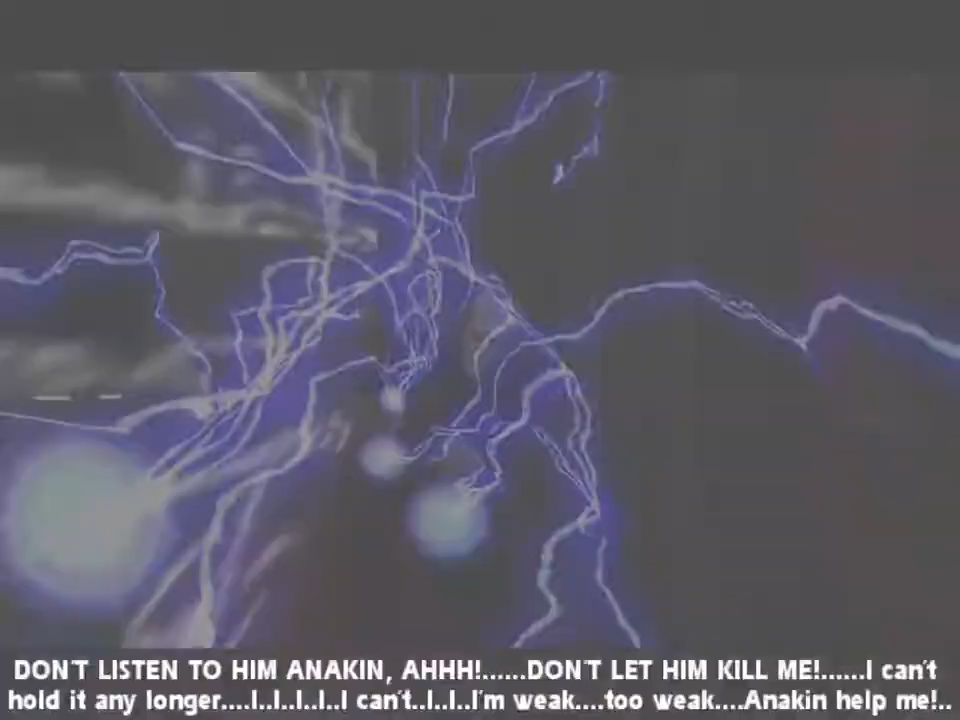 DON'T LISTEN TO HIM ANAKIN, AHHH!......DON'T LET HIM KILL ME!......I can't
hold it any longer....I..I..I..I..I can't..I..I..I'm weak....too weak....Anakin help me!..